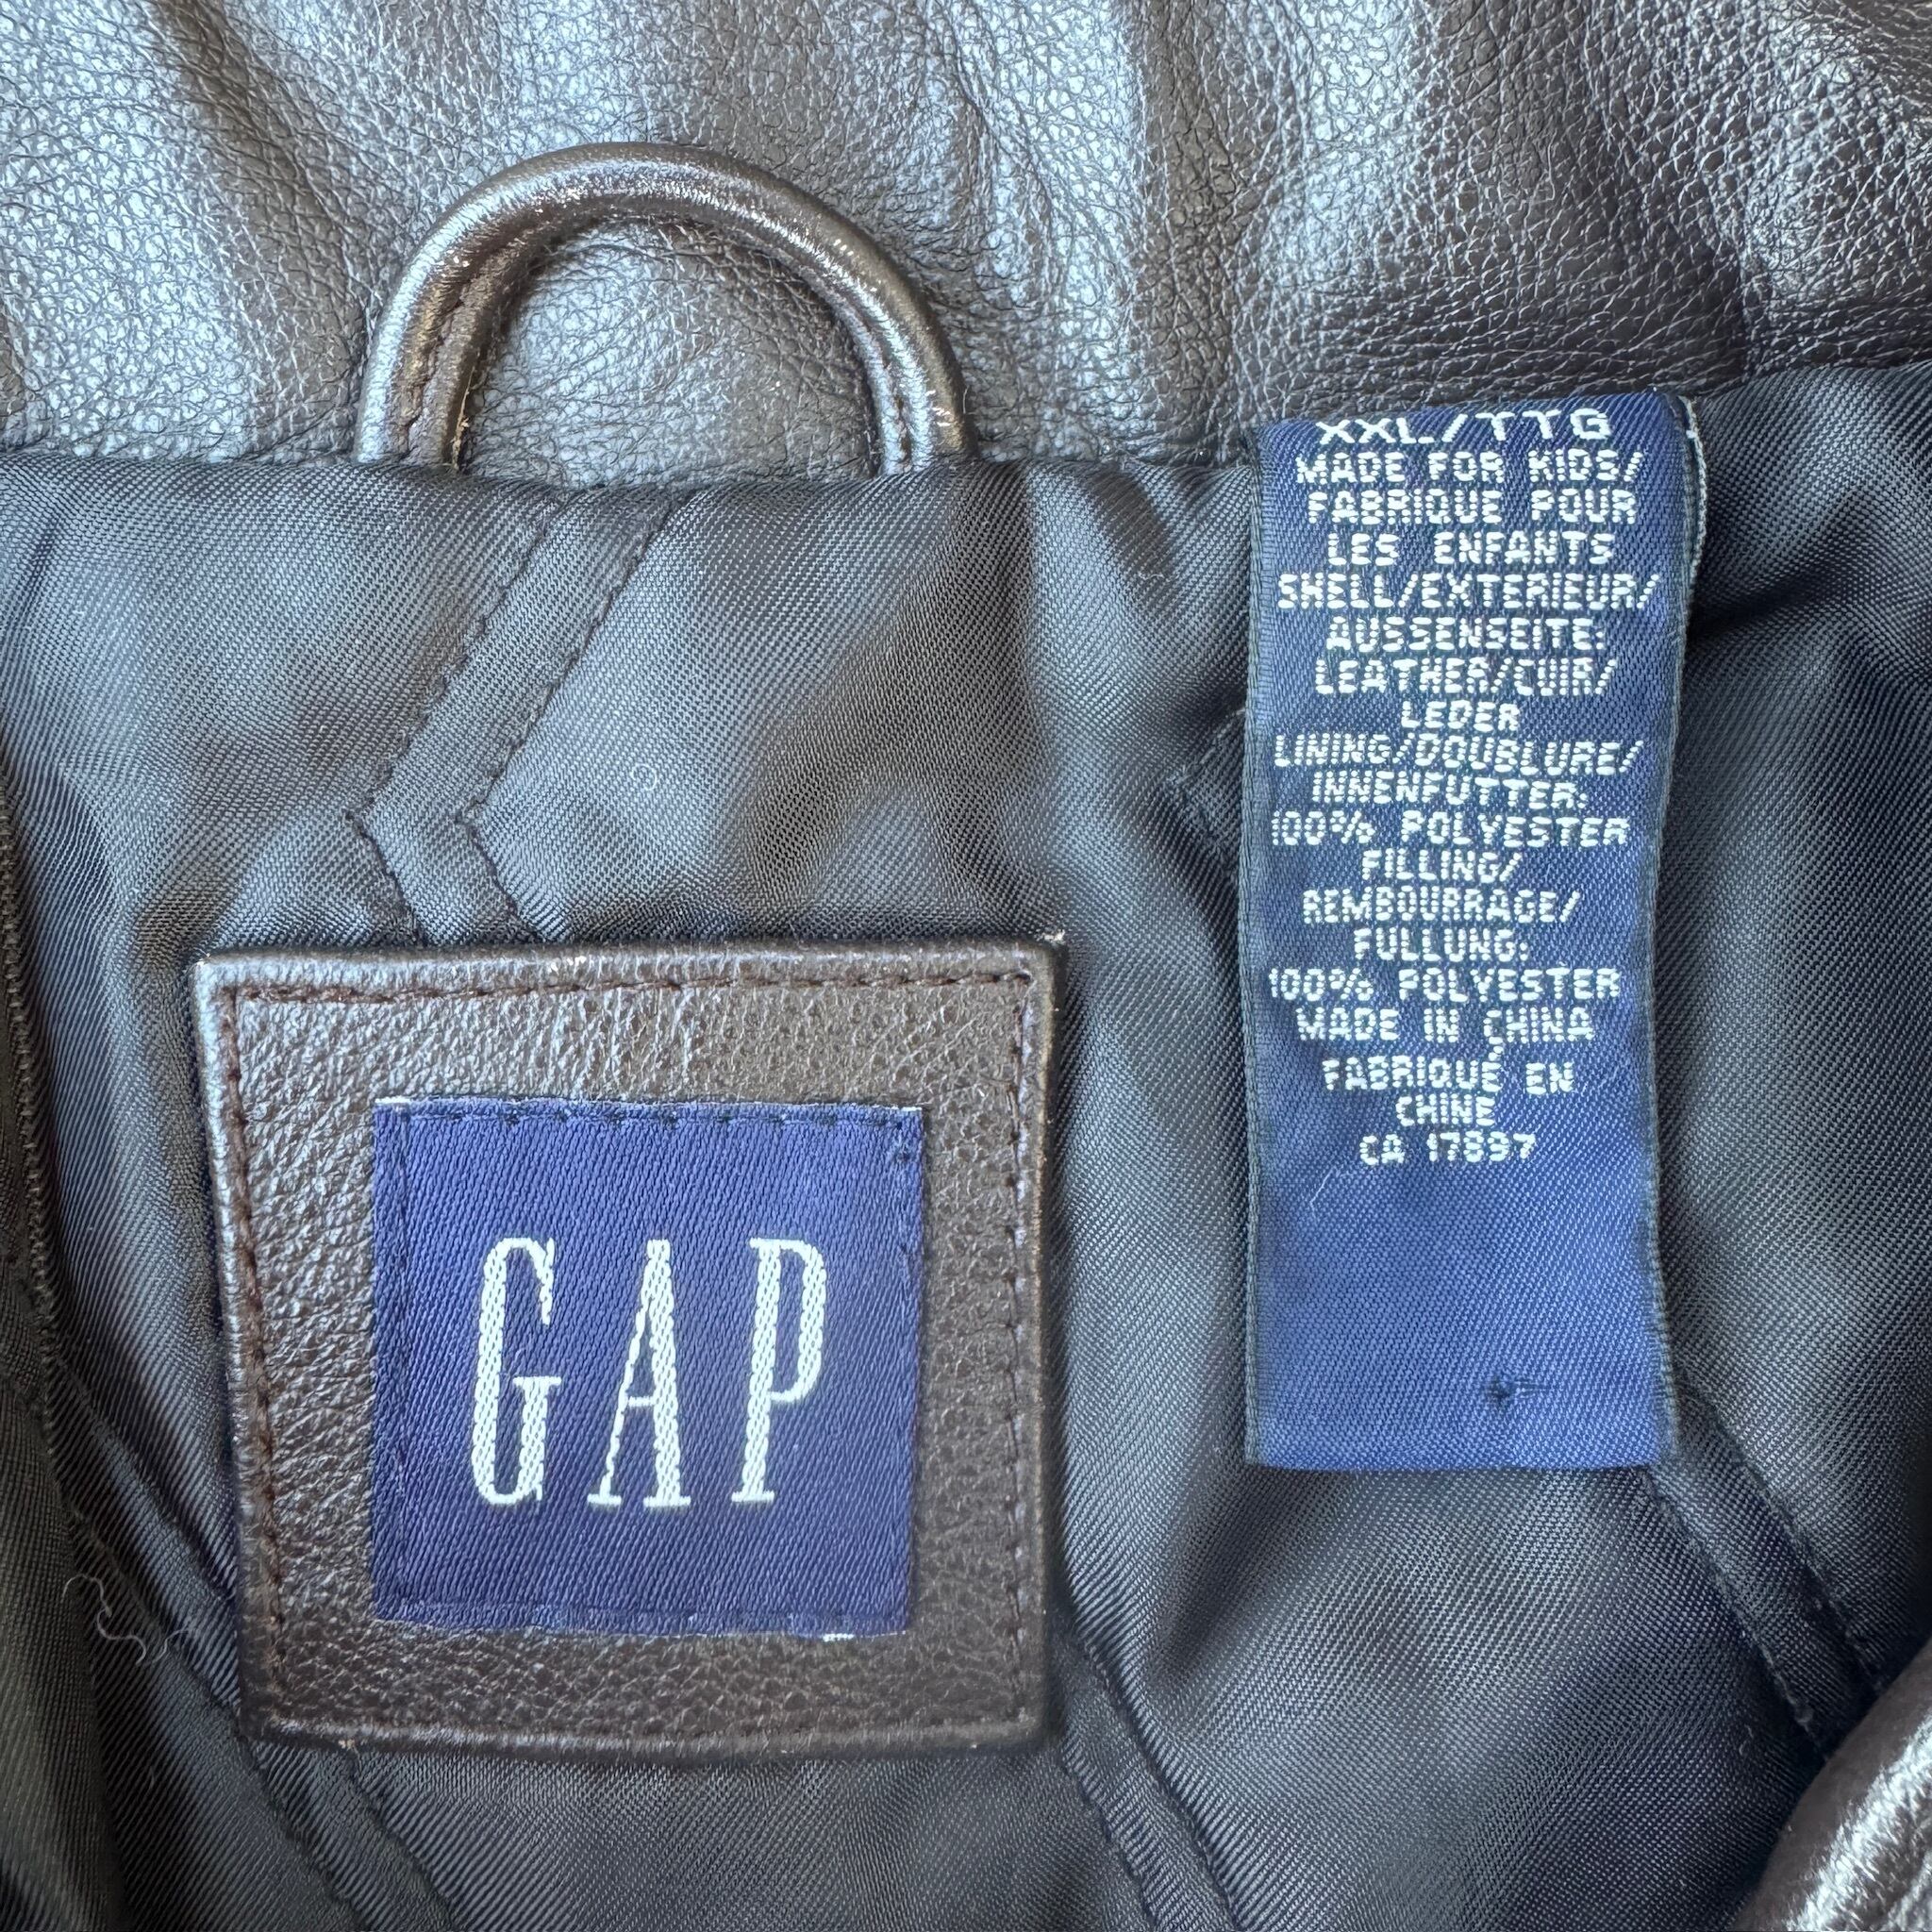 XXL/TTG
MADE FOR KIDS/
FABRIQUE POUR
LES ENFANTS
SHELL/EXTERIEUR/
AUSSENSEITE:
LEATHER/CUIR/
LEDER
LINING/DOUBLURE/
INNENFUTTER:
100% POLYESTER
FILLING/
REMBOURRAGE/
FULLUNG:
100% POLYESTER
MADE IN CHINA
FABRIQUE EN
CHINE
CA 17897
GAP